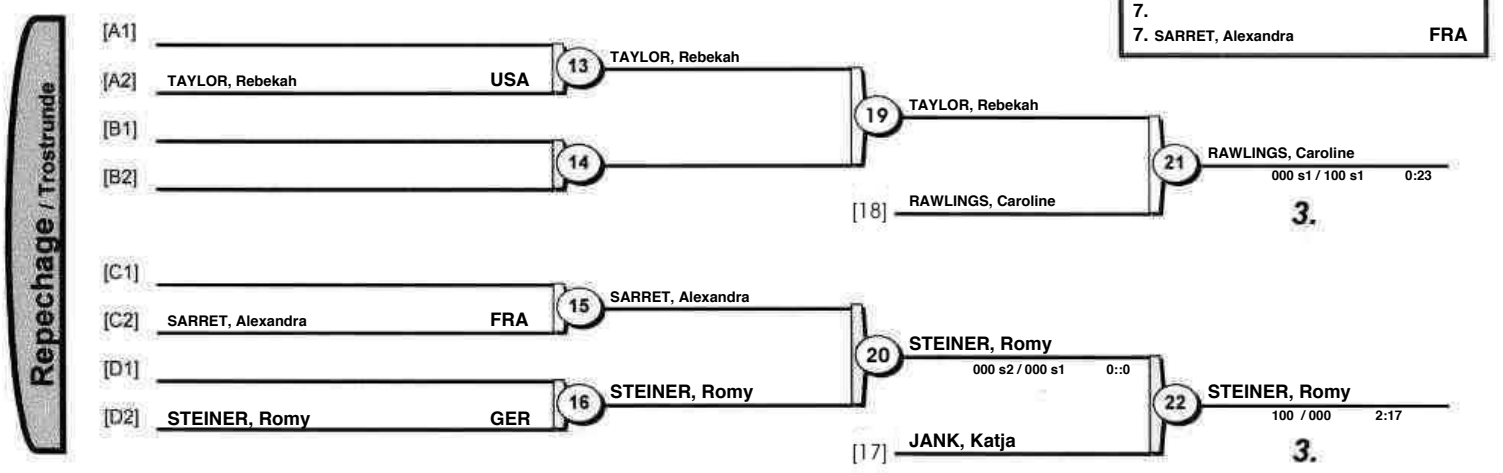 7.
7. SARRET, Alexandra FRA
Repechage / Trostrunde
[A1]
13
TAYLOR, Rebekah
[A2] TAYLOR, Rebekah USA
19
TAYLOR, Rebekah
[B1]
14
[B2]
21
RAWLINGS, Caroline
000 s1 / 100 s1 0:23
[18] RAWLINGS, Caroline
3.
[C1]
15
SARRET, Alexandra
[C2] SARRET, Alexandra FRA
20
STEINER, Romy
000 s2 / 000 s1 0::0
[D1]
16
STEINER, Romy
[D2] STEINER, Romy GER
22
STEINER, Romy
100 / 000 2:17
[17] JANK, Katja
3.